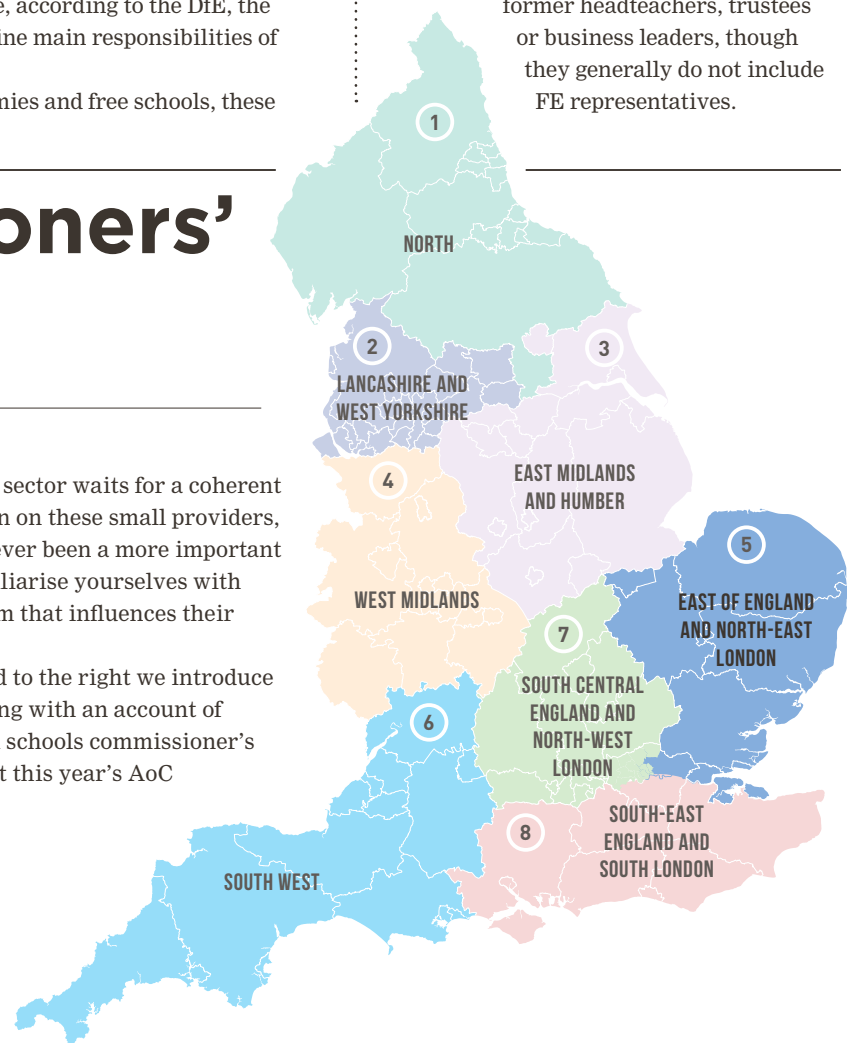 e, according to the DfE, the
ine main responsibilities of
nies and free schools, these
former headteachers, trustees
or business leaders, though
they generally do not include
FE representatives.
oners’
sector waits for a coherent
n on these small providers,
ever been a more important
liarise yourselves with
m that influences their
d to the right we introduce
ng with an account of
schools commissioner’s
t this year’s AoC
1
NORTH
2
LANCASHIRE AND
WEST YORKSHIRE
3
EAST MIDLANDS
AND HUMBER
4
WEST MIDLANDS
5
EAST OF ENGLAND
AND NORTH-EAST
LONDON
6
SOUTH WEST
7
SOUTH CENTRAL
ENGLAND AND
NORTH-WEST
LONDON
8
SOUTH-EAST
ENGLAND AND
SOUTH LONDON